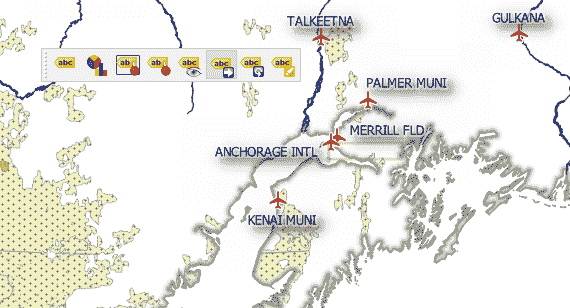 TALKEETNA
GULKANA
abc abc abc abc abc abc abc
PALMER MUNI
MERRILL FLD
ANCHORAGE INTL
KENAI MUNI